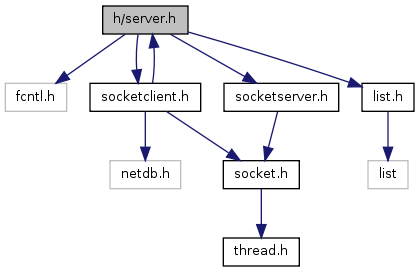 h/server.h
fcntl.h
socketclient.h
socketserver.h
list.h
netdb.h
socket.h
list
thread.h